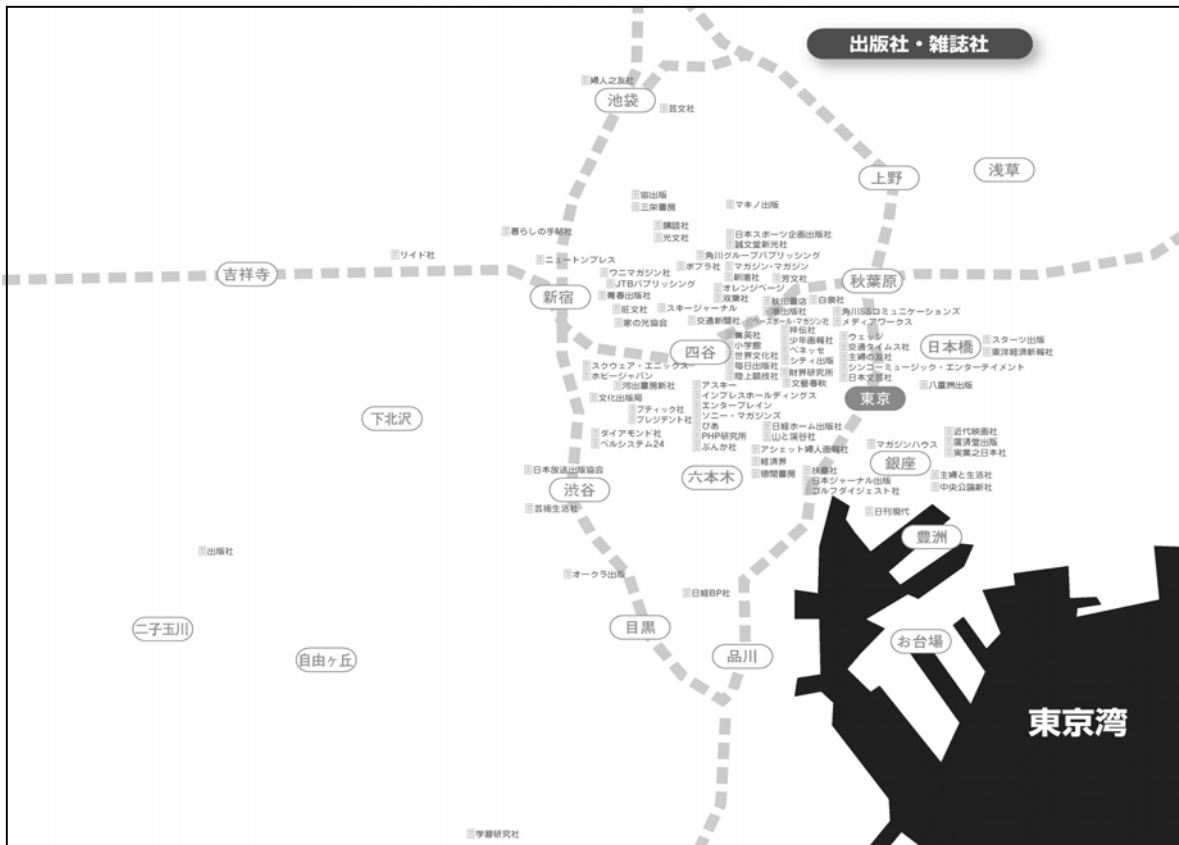 出版社・雑誌社
婦人之友社
池袋
芸文社
上野
浅草
宙出版
三栄書房
マキノ出版
暮らしの手帖社
講談社
光文社
日本スポーツ企画出版社
誠文堂新光社
リイド社
ニュートンプレス
角川グループパブリッシング
吉祥寺
ワニマガジン社
ポプラ社
マガジン・マガジン
新潮社
芳文社
秋葉原
JTBパブリッシング
オレンジページ
新宿
青春出版社
双葉社
秋田書店
白泉社
旺文社
スキージャーナル
潮出版社
角川SSコミュニケーションズ
家の光協会
交通新聞社
ベースボール・マガジン社
メディアワークス
四谷
集英社
小学館
世界文化社
毎日出版社
陸上競技社
祥伝社
少年画報社
ベネッセ
シティ出版
財界研究所
文藝春秋
ウェッジ
交通タイムス社
主婦の友社
シンコーミュージック・エンターテイメント
日本文芸社
日本橋
スターツ出版
東洋経済新報社
八重洲出版
東京
スクウェア・エニックス
ホビージャパン
河出書房新社
文化出版局
ブティック社
プレジデント社
ダイアモンド社
ベルシステム24
下北沢
アスキー
インプレスホールディングス
エンターブレイン
ソニー・マガジンズ
ぴあ
PHP研究所
ぶんか社
日経ホーム出版社
山と渓谷社
アシェット婦人画報社
経済界
徳間書房
六本木
マガジンハウス
銀座
近代映画社
廣済堂出版
実業之日本社
主婦と生活社
中央公論新社
日本放送出版協会
渋谷
芸術生活社
扶桑社
日本ジャーナル出版
ゴルフダイジェスト社
日刊現代
豊洲
出版社
オークラ出版
日経BP社
二子玉川
自由ヶ丘
目黒
品川
お台場
東京湾
学習研究社